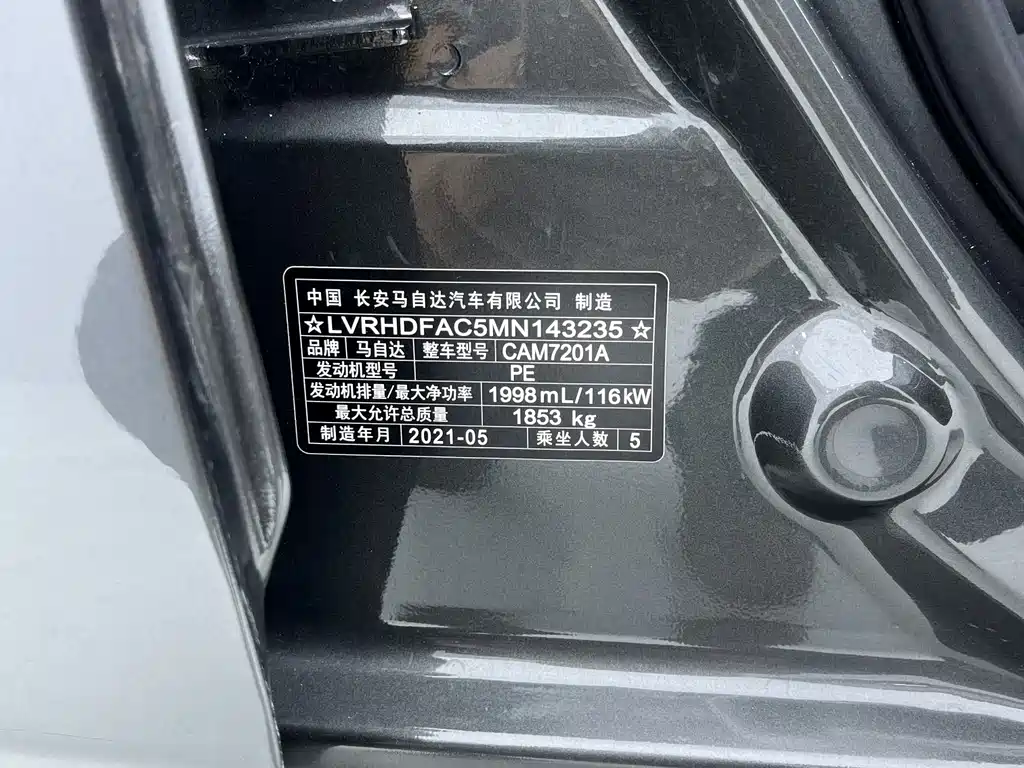 中国 长安马自达汽车有限公司 制造
☆LVRHDFAC5MN143235☆
品牌 马自达 整车型号 CAM7201A
发动机型号 PE
发动机排量/最大净功率 1998mL/116kW
最大允许总质量 1853 kg
制造年月 2021-05 乘坐人数 5